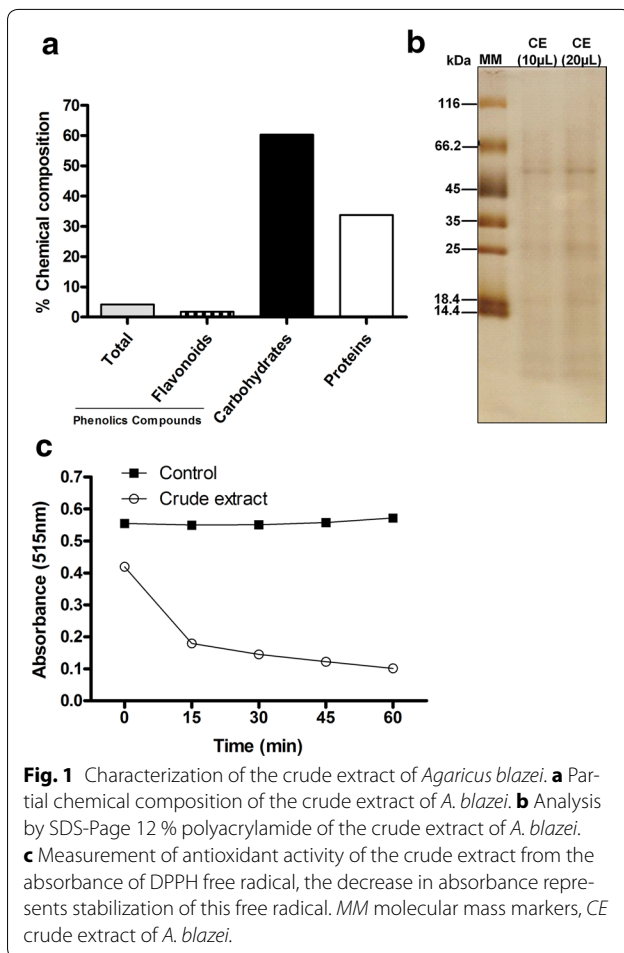 a
% Chemical composition
70
60
50
40
30
20
10
0
Total
Flavonoids
Carbohydrates
Proteins
Phenolics Compounds
b
kDa MM CE (10µL) CE (20µL)
116
66.2
45
35
25
18.4
14.4
c
Absorbance (515nm)
0.7
0.6
0.5
0.4
0.3
0.2
0.1
0.0
Control
Crude extract
0 15 30 45 60
Time (min)
Fig. 1 Characterization of the crude extract of Agaricus blazei. a Par-
tial chemical composition of the crude extract of A. blazei. b Analysis
by SDS-Page 12 % polyacrylamide of the crude extract of A. blazei.
c Measurement of antioxidant activity of the crude extract from the
absorbance of DPPH free radical, the decrease in absorbance repre-
sents stabilization of this free radical. MM molecular mass markers, CE
crude extract of A. blazei.